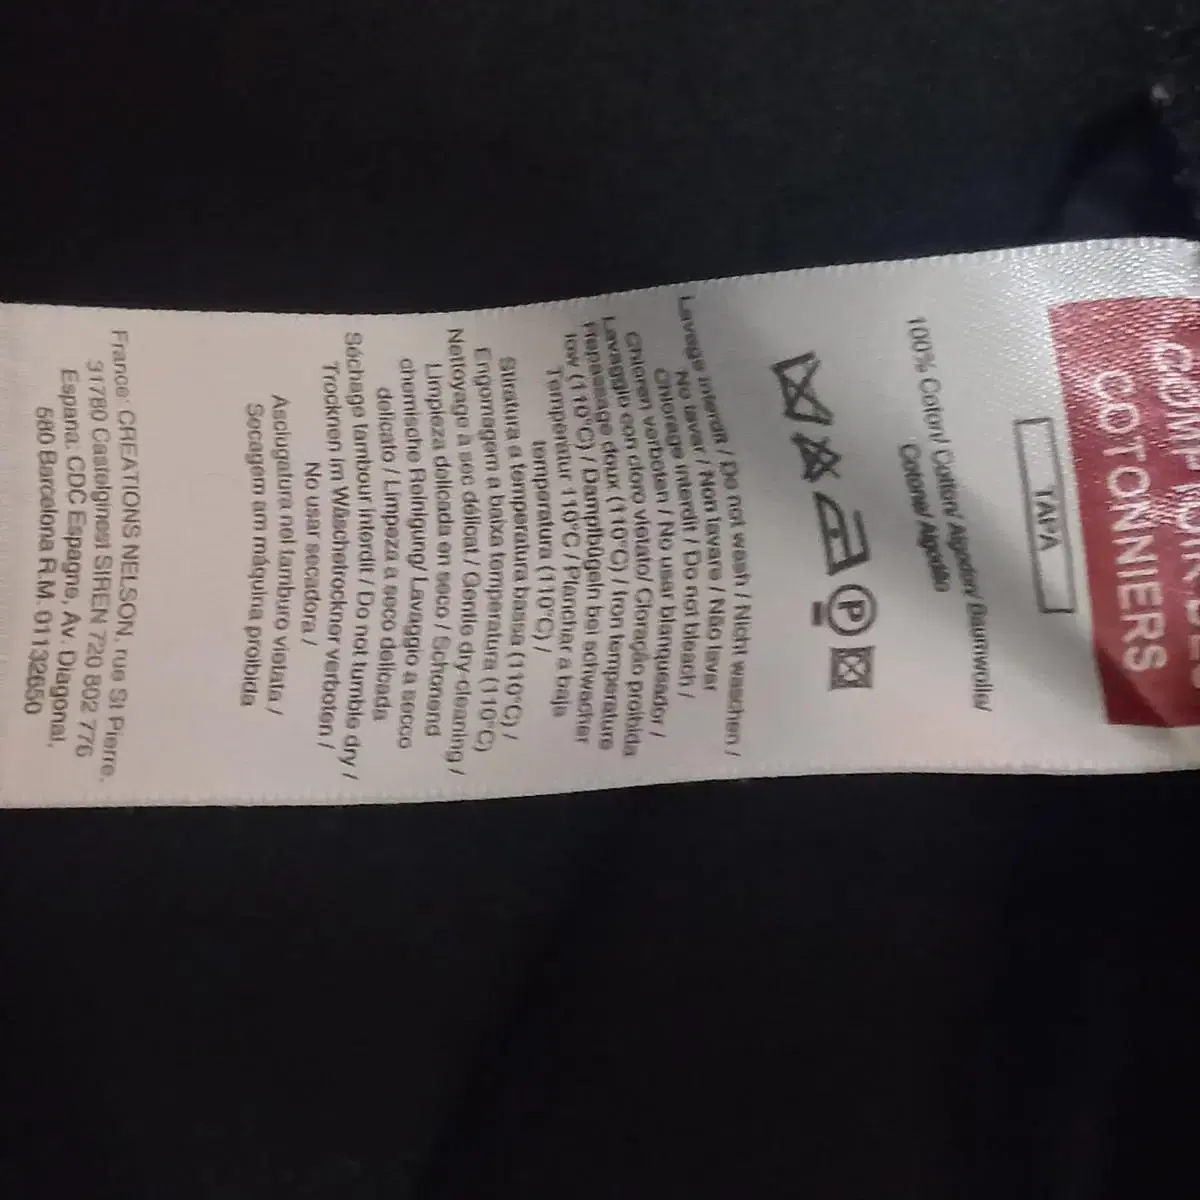 COMPTOIR DES
COTONNIERS
TAPA
100% Coton/ Cotton/ Algodon/ Baumwolle/
Cotone/ Algodão
P
Lavage interdit / Do not wash / Nicht waschen /
No lavar / Non lavare / Não lavar
Chlorage interdit / Do not bleach /
Chloren verboten / No usar blanqueador /
Lavaggio con cloro vietato/ Cloração proibida
Repassage doux (110°C) / Iron temperature
low (110°C) / Dampfbügeln bei schwacher
Temperatur 110°C / Planchar a baja
temperatura (110°C) /
Stiratura a temperatura bassa (110°C) /
Engomagem a baixa temperatura (110°C)
Nettoyage à sec délicat / Gentle dry cleaning /
Limpieza delicada en seco / Schonend
chemische Reinigung/ Lavaggio a secco
delicato / Limpeza a seco delicada
Séchage tambour interdit / Do not tumble dry /
Trocknen im Wäschetrockner verboten /
No usar secadora /
Asciugatura nel tamburo vietata /
Secagem am máquina proibida
France: CREATIONS NELSON, rue St Pierre.
31780 Castelginest SIREN 720 802 776
Espana. CDC Espagne, Av. Diagonal,
580 Barcelona R.M. 01132650